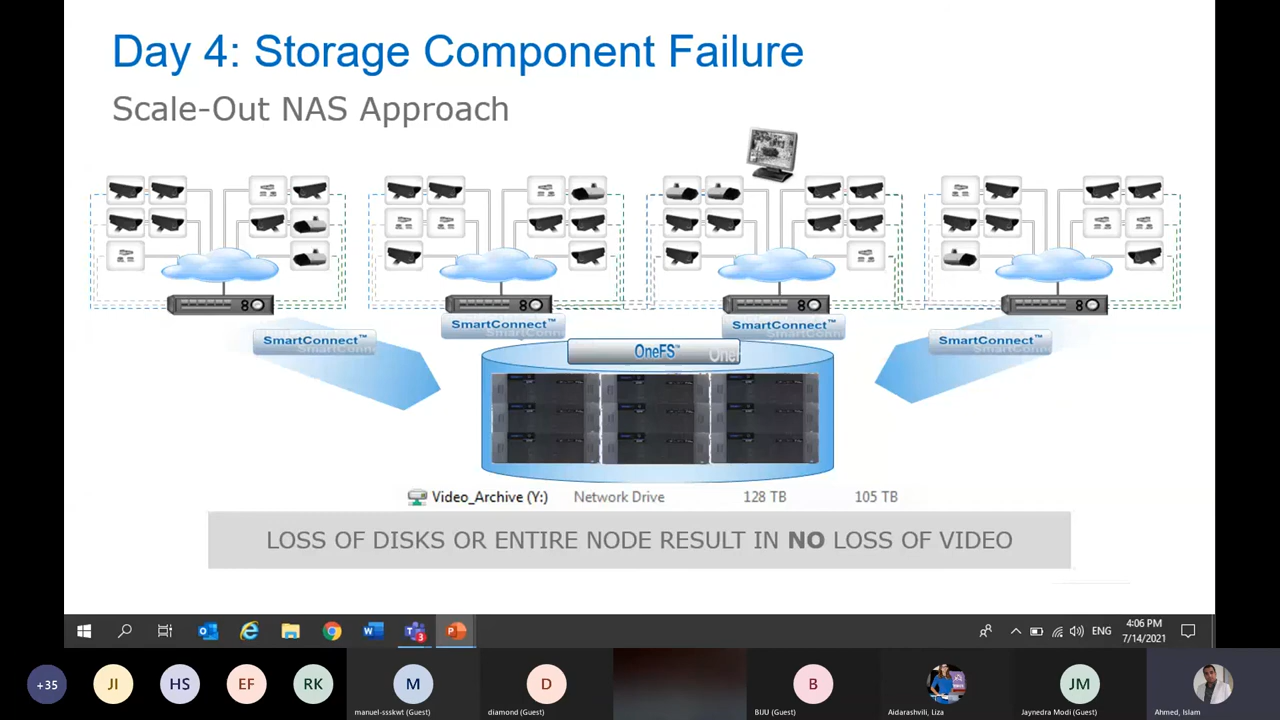 Day 4: Storage Component Failure
Scale-Out NAS Approach
SmartConnect™
SmartConnect™
SmartConnect™
SmartConnect™
OneFS™
Video_Archive (Y:) Network Drive 128 TB 105 TB
LOSS OF DISKS OR ENTIRE NODE RESULT IN NO LOSS OF VIDEO
3
ENG
4:06 PM
7/14/2021
+35 JI HS EF RK M D B JM
manuel-ssskwt (Guest) diamond (Guest) BIJU (Guest) Aidarashvili, Liza Jaynedra Modi (Guest) Ahmed, Islam